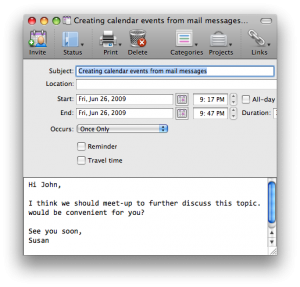 Creating calendar events from mail messages...
Invite Status Print Delete Categories Projects Links
Subject: Creating calendar events from mail messages
Location:
Start: Fri, Jun 26, 2009 9:17 PM All-day
End: Fri, Jun 26, 2009 9:47 PM Duration:
Occurs: Once Only
Reminder
Travel time
Hi John,
I think we should meet-up to further discuss this topic.
would be convenient for you?
See you soon,
Susan